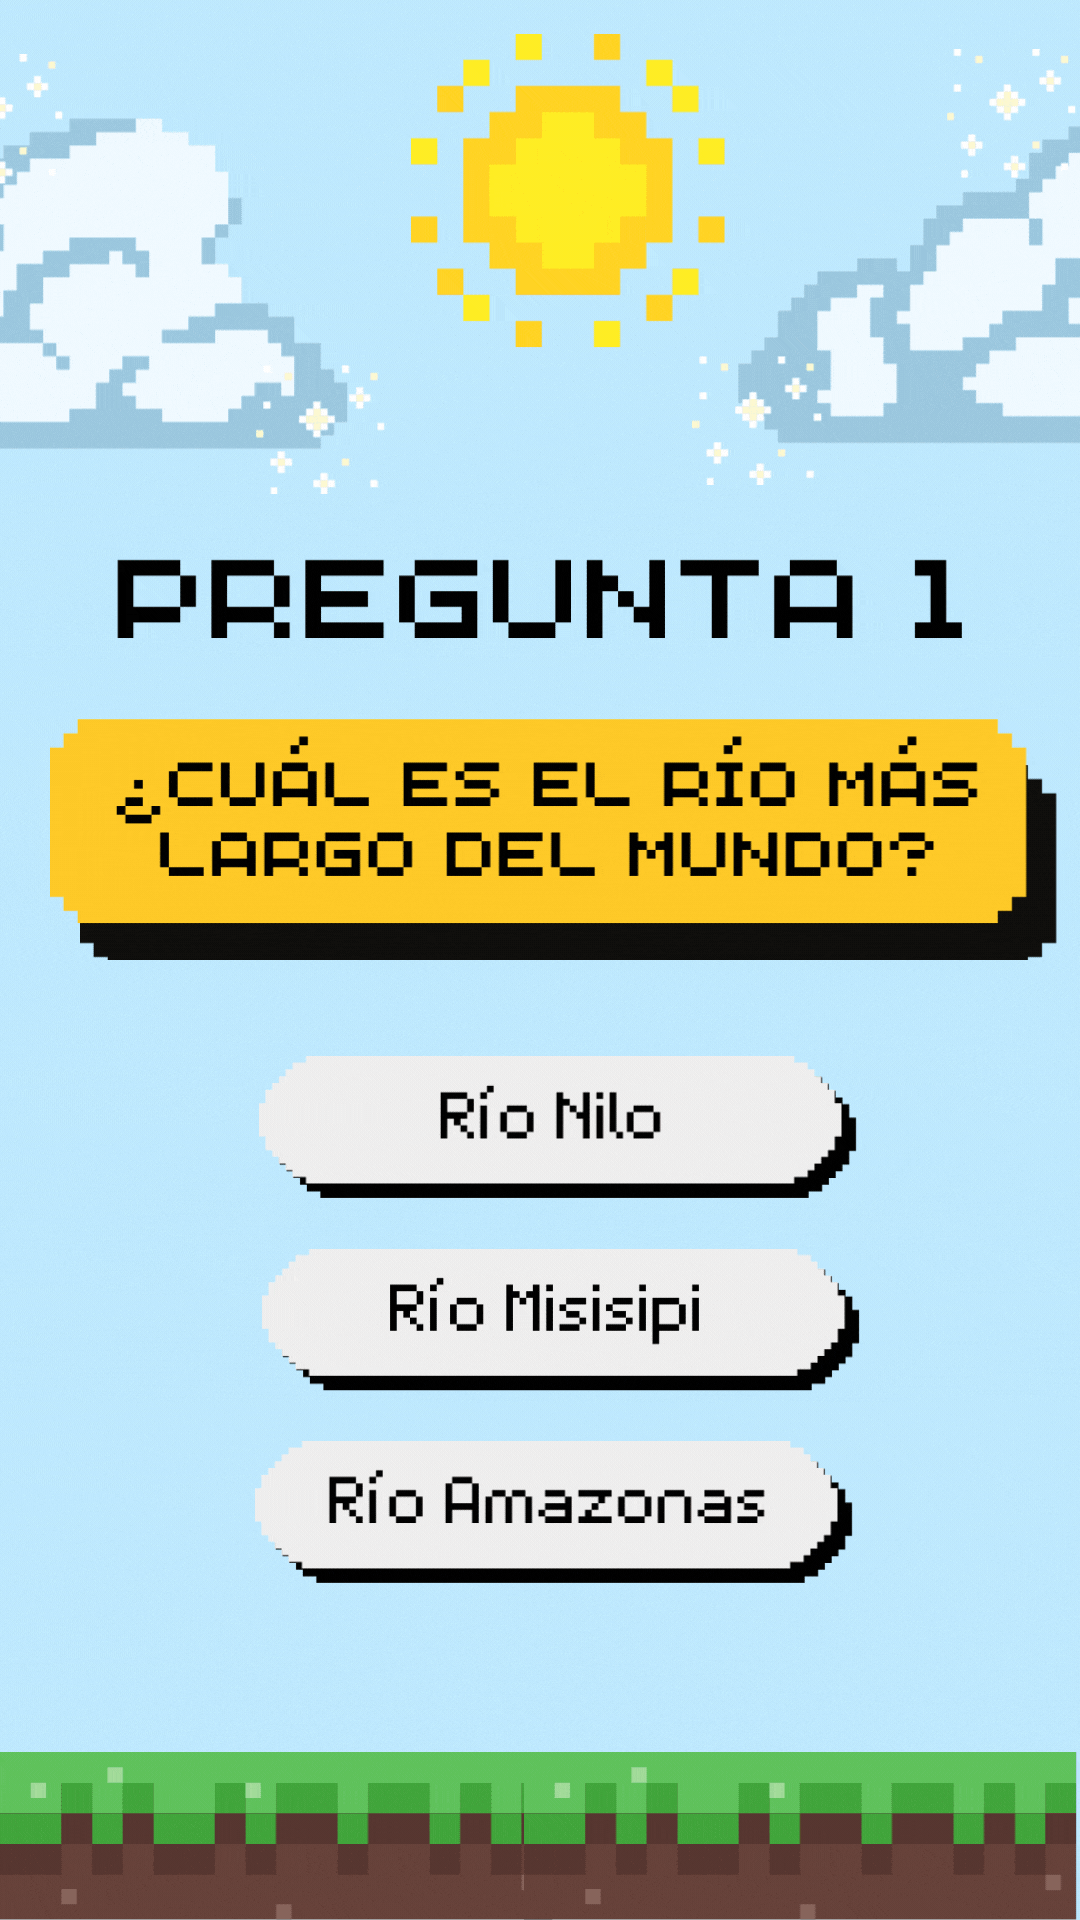 PREGUNTA 1
¿CUÁL ES EL RÍO MÁS
LARGO DEL MUNDO?
Río Nilo
Río Misisipi
Río Amazonas